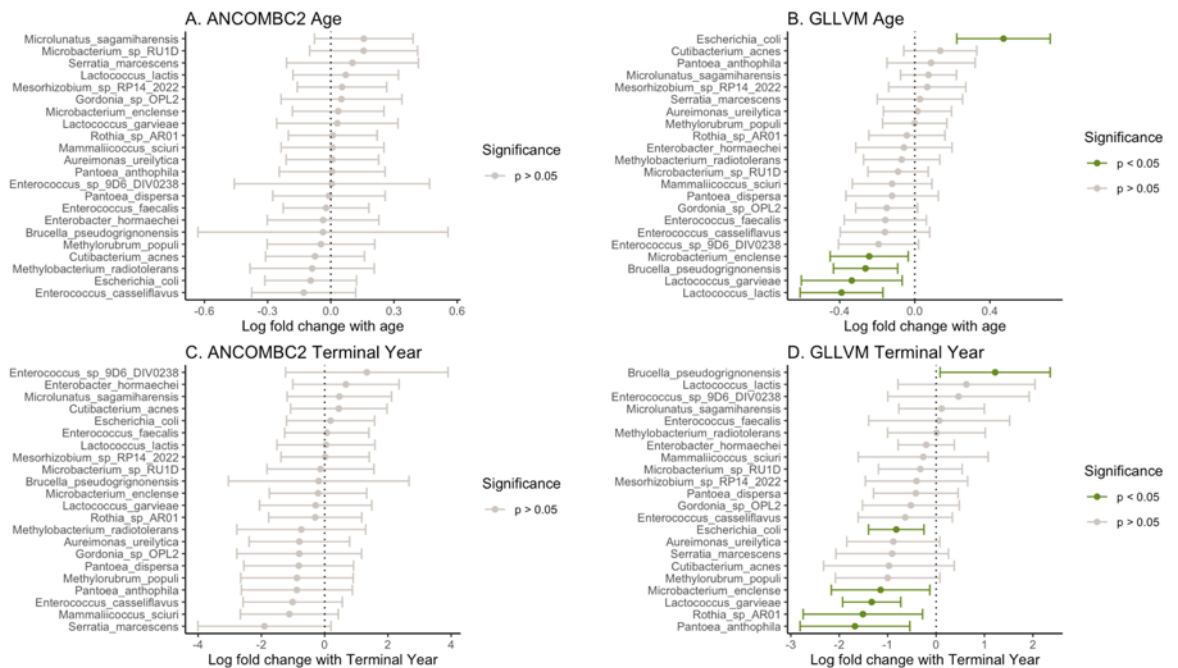 A. ANCOMBC2 Age
Microlunatus_sagamiharensis
Microbacterium_sp_RU1D
Serratia_marcescens
Lactococcus_lactis
Mesorhizobium_sp_RP14_2022
Gordonia_sp_OPL2
Microbacterium_enclense
Lactococcus_garvieae
Rothia_sp_AR01
Mammaliicoccus_sciuri
Aureimonas_ureilytica
Pantoea_anthophila
Enterococcus_sp_9D6_DIV0238
Pantoea_dispersa
Enterococcus_faecalis
Enterobacter_hormaechei
Brucella_pseudogrignonensis
Methylorubrum_populi
Cutibacterium_acnes
Methylobacterium_radiotolerans
Escherichia_coli
Enterococcus_casseliflavus
-0.6 -0.3 0.0 0.3 0.6
Log fold change with age
Significance
p > 0.05
B. GLLVM Age
Escherichia_coli
Cutibacterium_acnes
Pantoea_anthophila
Microlunatus_sagamiharensis
Mesorhizobium_sp_RP14_2022
Serratia_marcescens
Aureimonas_ureilytica
Methylorubrum_populi
Rothia_sp_AR01
Enterobacter_hormaechei
Methylobacterium_radiotolerans
Microbacterium_sp_RU1D
Mammaliicoccus_sciuri
Pantoea_dispersa
Gordonia_sp_OPL2
Enterococcus_faecalis
Enterococcus_casseliflavus
Enterococcus_sp_9D6_DIV0238
Microbacterium_enclense
Brucella_pseudogrignonensis
Lactococcus_garvieae
Lactococcus_lactis
-0.4 0.0 0.4
Log fold change with age
Significance
p < 0.05
p > 0.05
C. ANCOMBC2 Terminal Year
Enterococcus_sp_9D6_DIV0238
Enterobacter_hormaechei
Microlunatus_sagamiharensis
Cutibacterium_acnes
Escherichia_coli
Enterococcus_faecalis
Lactococcus_lactis
Mesorhizobium_sp_RP14_2022
Microbacterium_sp_RU1D
Brucella_pseudogrignonensis
Microbacterium_enclense
Lactococcus_garvieae
Rothia_sp_AR01
Methylobacterium_radiotolerans
Aureimonas_ureilytica
Gordonia_sp_OPL2
Pantoea_dispersa
Methylorubrum_populi
Pantoea_anthophila
Enterococcus_casseliflavus
Mammaliicoccus_sciuri
Serratia_marcescens
-4 -2 0 2 4
Log fold change with Terminal Year
Significance
p > 0.05
D. GLLVM Terminal Year
Brucella_pseudogrignonensis
Lactococcus_lactis
Enterococcus_sp_9D6_DIV0238
Microlunatus_sagamiharensis
Enterococcus_faecalis
Methylobacterium_radiotolerans
Enterobacter_hormaechei
Mammaliicoccus_sciuri
Microbacterium_sp_RU1D
Mesorhizobium_sp_RP14_2022
Pantoea_dispersa
Gordonia_sp_OPL2
Enterococcus_casseliflavus
Escherichia_coli
Aureimonas_ureilytica
Serratia_marcescens
Cutibacterium_acnes
Methylorubrum_populi
Microbacterium_enclense
Lactococcus_garvieae
Rothia_sp_AR01
Pantoea_anthophila
-3 -2 -1 0 1 2
Log fold change with Terminal Year
Significance
p < 0.05
p > 0.05